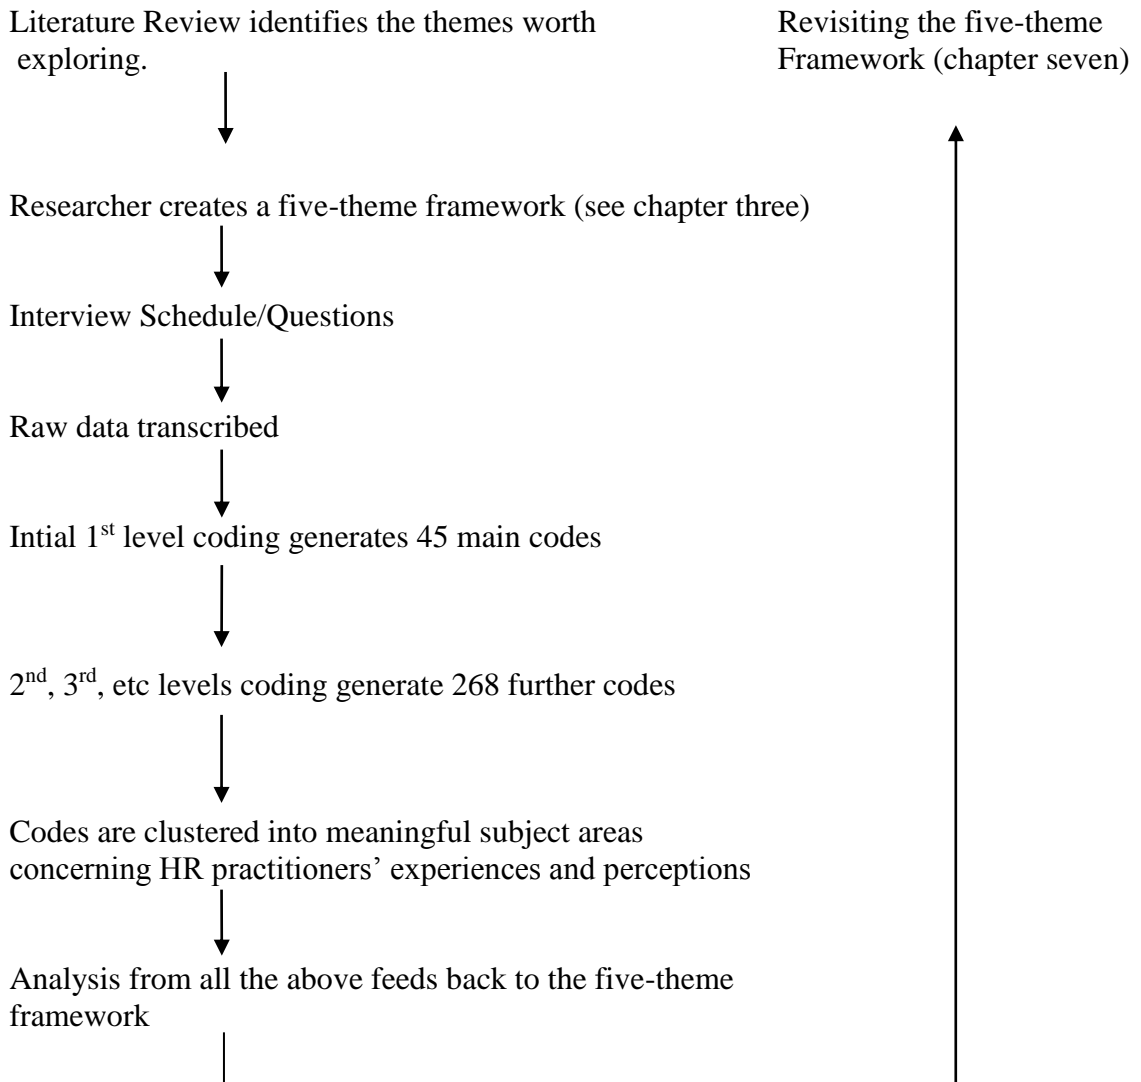 Literature Review identifies the themes worth
exploring.
Revisiting the five-theme
Framework (chapter seven)
Researcher creates a five-theme framework (see chapter three)
Interview Schedule/Questions
Raw data transcribed
Intial 1st level coding generates 45 main codes
2nd, 3rd, etc levels coding generate 268 further codes
Codes are clustered into meaningful subject areas
concerning HR practitioners’ experiences and perceptions
Analysis from all the above feeds back to the five-theme
framework